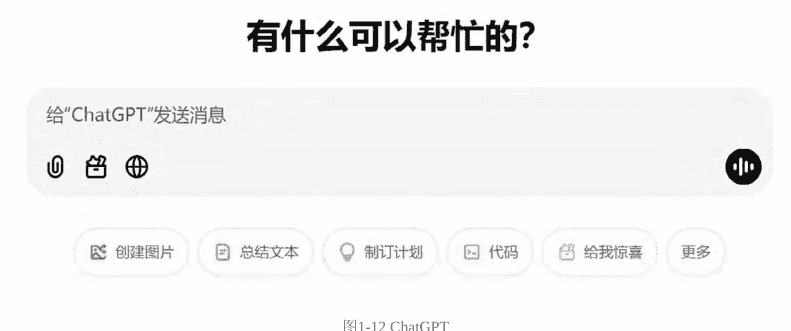 有什么可以帮忙的？
给“ChatGPT”发送消息
创建图片 总结文本 制订计划 代码 给我惊喜 更多
图1-12 ChatGPT